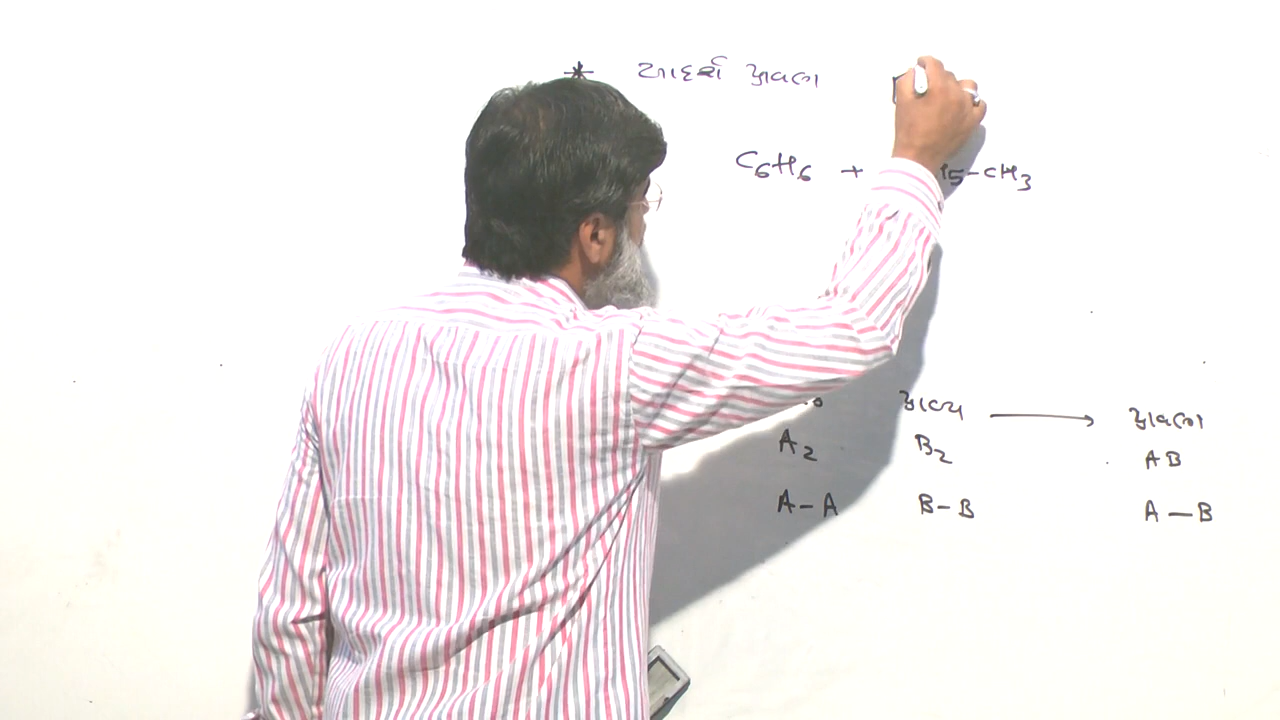 * આદર્શ દ્રાવણ
C6H6 + H5-CH3
દ્રાવ્ય ⟶ દ્રાવણ
A2 B2 AB
A-A B-B A-B